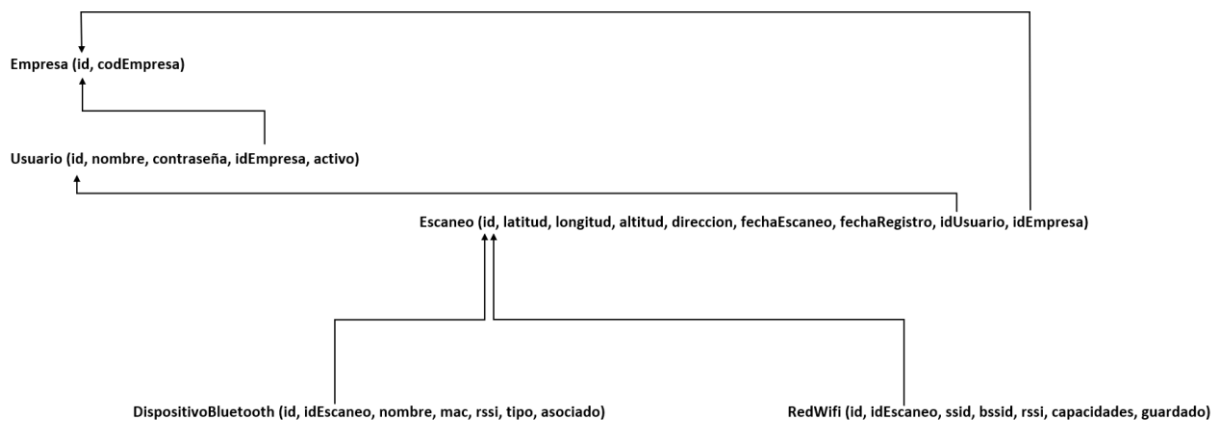 Empresa (id, codEmpresa)
Usuario (id, nombre, contraseña, idEmpresa, activo)
Escaneo (id, latitud, longitud, altitud, direccion, fechaEscaneo, fechaRegistro, idUsuario, idEmpresa)
DispositivoBluetooth (id, idEscaneo, nombre, mac, rssi, tipo, asociado)
RedWifi (id, idEscaneo, ssid, bssid, rssi, capacidades, guardado)